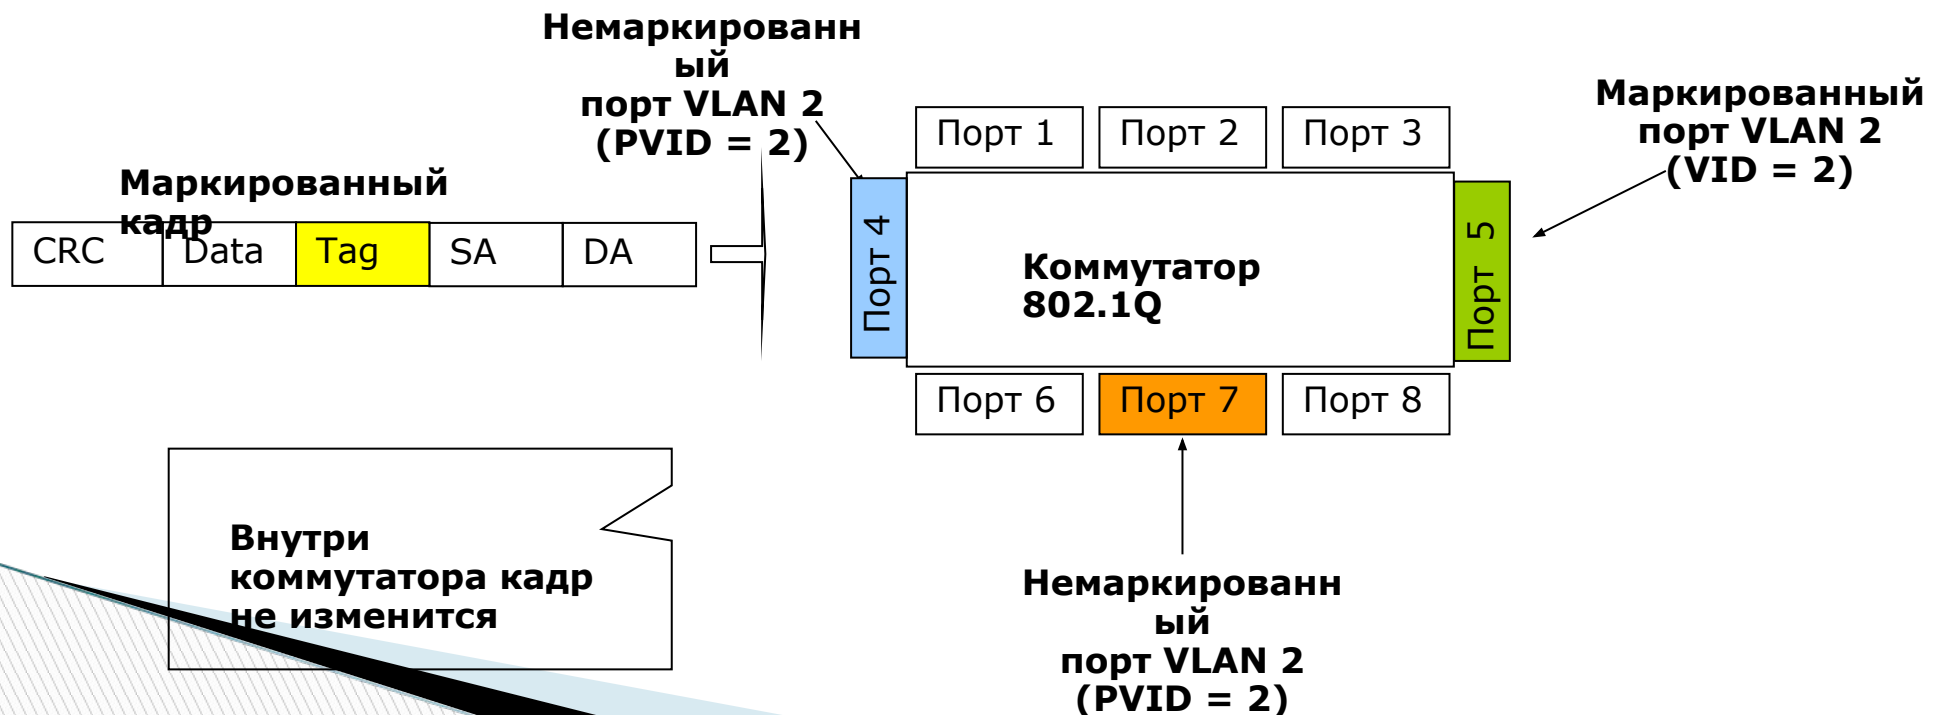 Немаркированн
ый
порт VLAN 2
(PVID = 2)
Маркированный
порт VLAN 2
(VID = 2)
Маркированный
кадр
CRC
Data
Tag
SA
DA
Порт 1
Порт 2
Порт 3
Порт 4
Порт 5
Коммутатор
802.1Q
Порт 6
Порт 7
Порт 8
Внутри
коммутатора кадр
не изменится
Немаркированн
ый
порт VLAN 2
(PVID = 2)